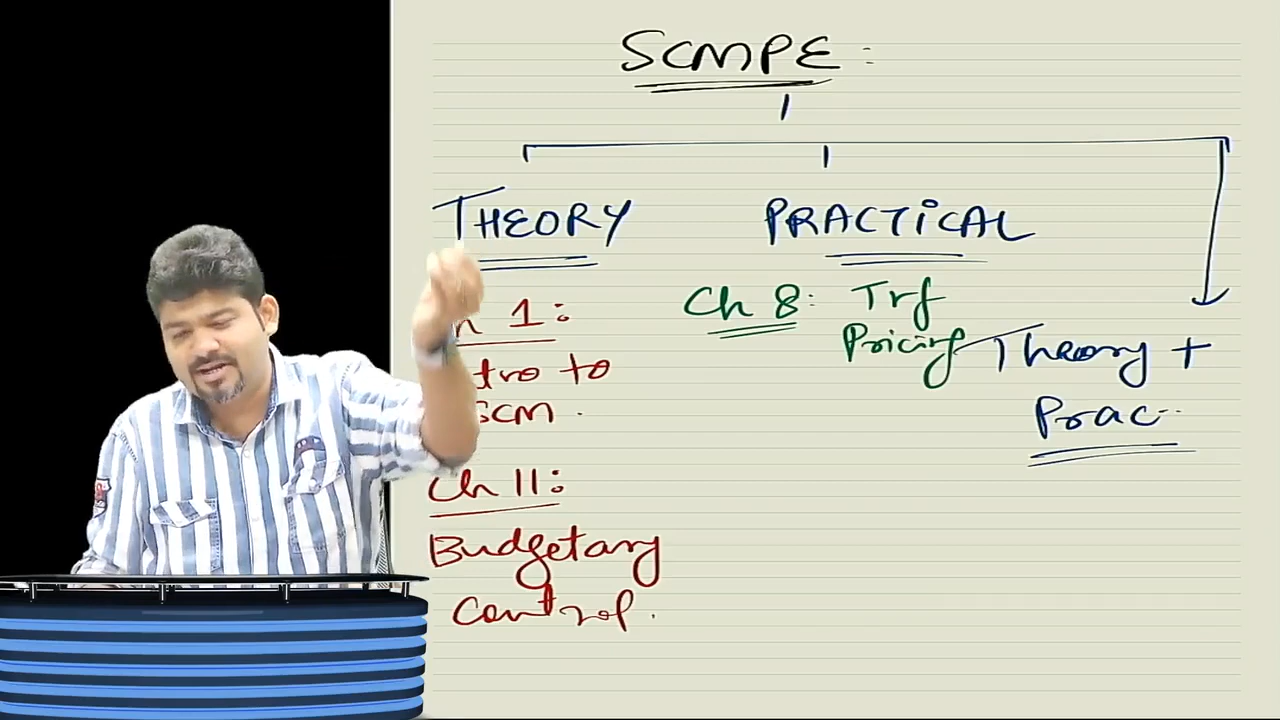 SCMPE:
THEORY
PRACTICAL
1:
to
SCM.
Ch 8: Trf
Pricing
Theory +
Prac..
Ch 11:
Budgetary
Control.